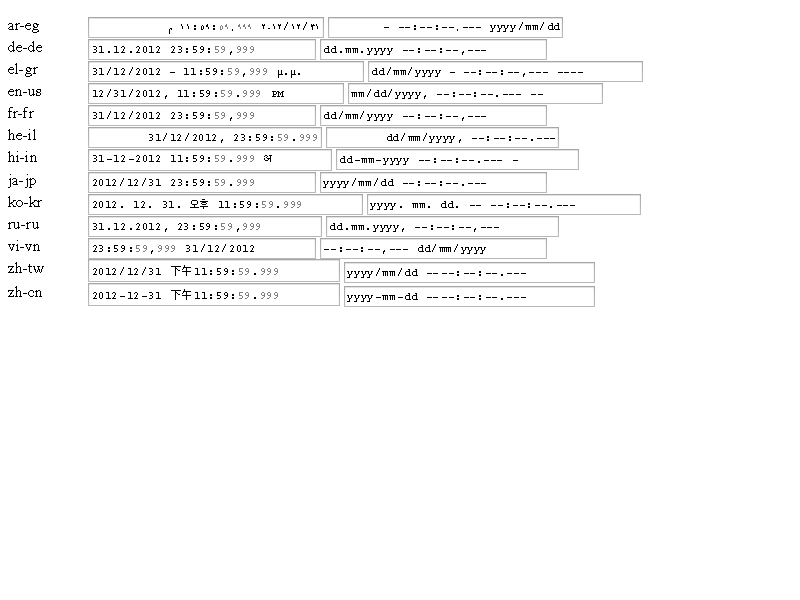 ar-eg ٢٠١٢/١٢/٣١ ١١:٥٩:٥٩٫٩٩٩ م - --:--:--.--- yyyy/mm/dd
de-de 31.12.2012 23:59:59,999 dd.mm.yyyy --:--:--,---
el-gr 31/12/2012 - 11:59:59,999 μ.μ. dd/mm/yyyy - --:--:--,--- ----
en-us 12/31/2012, 11:59:59.999 PM mm/dd/yyyy, --:--:--.--- --
fr-fr 31/12/2012 23:59:59,999 dd/mm/yyyy --:--:--,---
he-il 31/12/2012, 23:59:59.999 dd/mm/yyyy, --:--:--.---
hi-in 31-12-2012 11:59:59.999 अ dd-mm-yyyy --:--:--.--- -
ja-jp 2012/12/31 23:59:59.999 yyyy/mm/dd --:--:--.---
ko-kr 2012. 12. 31. 오후 11:59:59.999 yyyy. mm. dd. -- --:--:--.---
ru-ru 31.12.2012, 23:59:59,999 dd.mm.yyyy, --:--:--,---
vi-vn 23:59:59,999 31/12/2012 --:--:--,--- dd/mm/yyyy
zh-tw 2012/12/31 下午11:59:59.999 yyyy/mm/dd ----:--:--.---
zh-cn 2012-12-31 下午11:59:59.999 yyyy-mm-dd ----:--:--.---